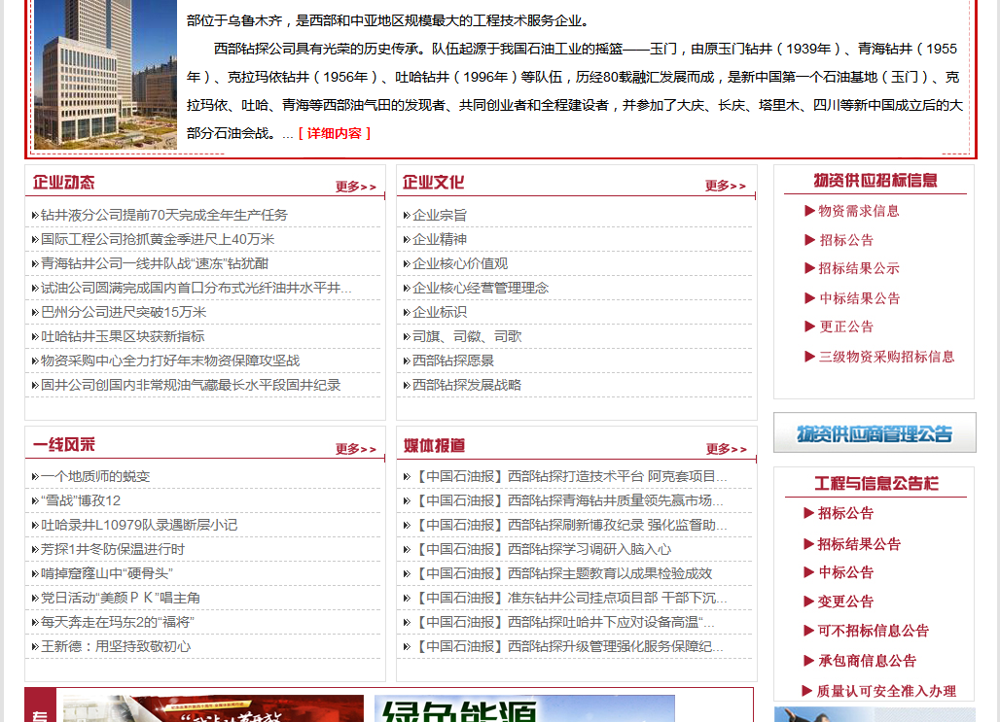 部位于乌鲁木齐，是西部和中亚地区规模最大的工程技术服务企业。
西部钻探公司具有光荣的历史传承。队伍起源于我国石油工业的摇篮——玉门，由原玉门钻井（1939年）、青海钻井（1955
年）、克拉玛依钻井（1956年）、吐哈钻井（1996年）等队伍，历经80载融汇发展而成，是新中国第一个石油基地（玉门）、克
拉玛依、吐哈、青海等西部油气田的发现者、共同创业者和全程建设者，并参加了大庆、长庆、塔里木、四川等新中国成立后的大
部分石油会战。... [ 详细内容 ]
企业动态
更多>>
钻井液分公司提前70天完成全年生产任务
国际工程公司抢抓黄金季进尺上40万米
青海钻井公司一线井队战“速冻”钻犹酣
试油公司圆满完成国内首口分布式光纤油井水平井...
巴州分公司进尺突破15万米
吐哈钻井玉果区块获新指标
物资采购中心全力打好年末物资保障攻坚战
固井公司创国内非常规油气藏最长水平段固井纪录
企业文化
更多>>
企业宗旨
企业精神
企业核心价值观
企业核心经营管理理念
企业标识
司旗、司徽、司歌
西部钻探愿景
西部钻探发展战略
物资供应招标信息
物资需求信息
招标公告
招标结果公示
中标结果公告
更正公告
三级物资采购招标信息
物资供应商管理公告
一线风采
更多>>
一个地质师的蜕变
“雪战”博孜12
吐哈录井L10979队录遇断层小记
芳探1井冬防保温进行时
啃掉窟窿山中“硬骨头”
党日活动“美颜ＰＫ”唱主角
每天奔走在玛东2的“福将”
王新德：用坚持致敬初心
媒体报道
更多>>
【中国石油报】西部钻探打造技术平台 阿克套项目...
【中国石油报】西部钻探青海钻井质量领先赢市场...
【中国石油报】西部钻探刷新博孜纪录 强化监督助...
【中国石油报】西部钻探学习调研入脑入心
【中国石油报】西部钻探主题教育以成果检验成效
【中国石油报】准东钻井公司挂点项目部 干部下沉...
【中国石油报】西部钻探吐哈井下应对设备高温“...
【中国石油报】西部钻探升级管理强化服务保障纪...
工程与信息公告栏
招标公告
招标结果公告
中标公告
变更公告
可不招标信息公告
承包商信息公告
质量认可安全准入办理
专
绿色能源